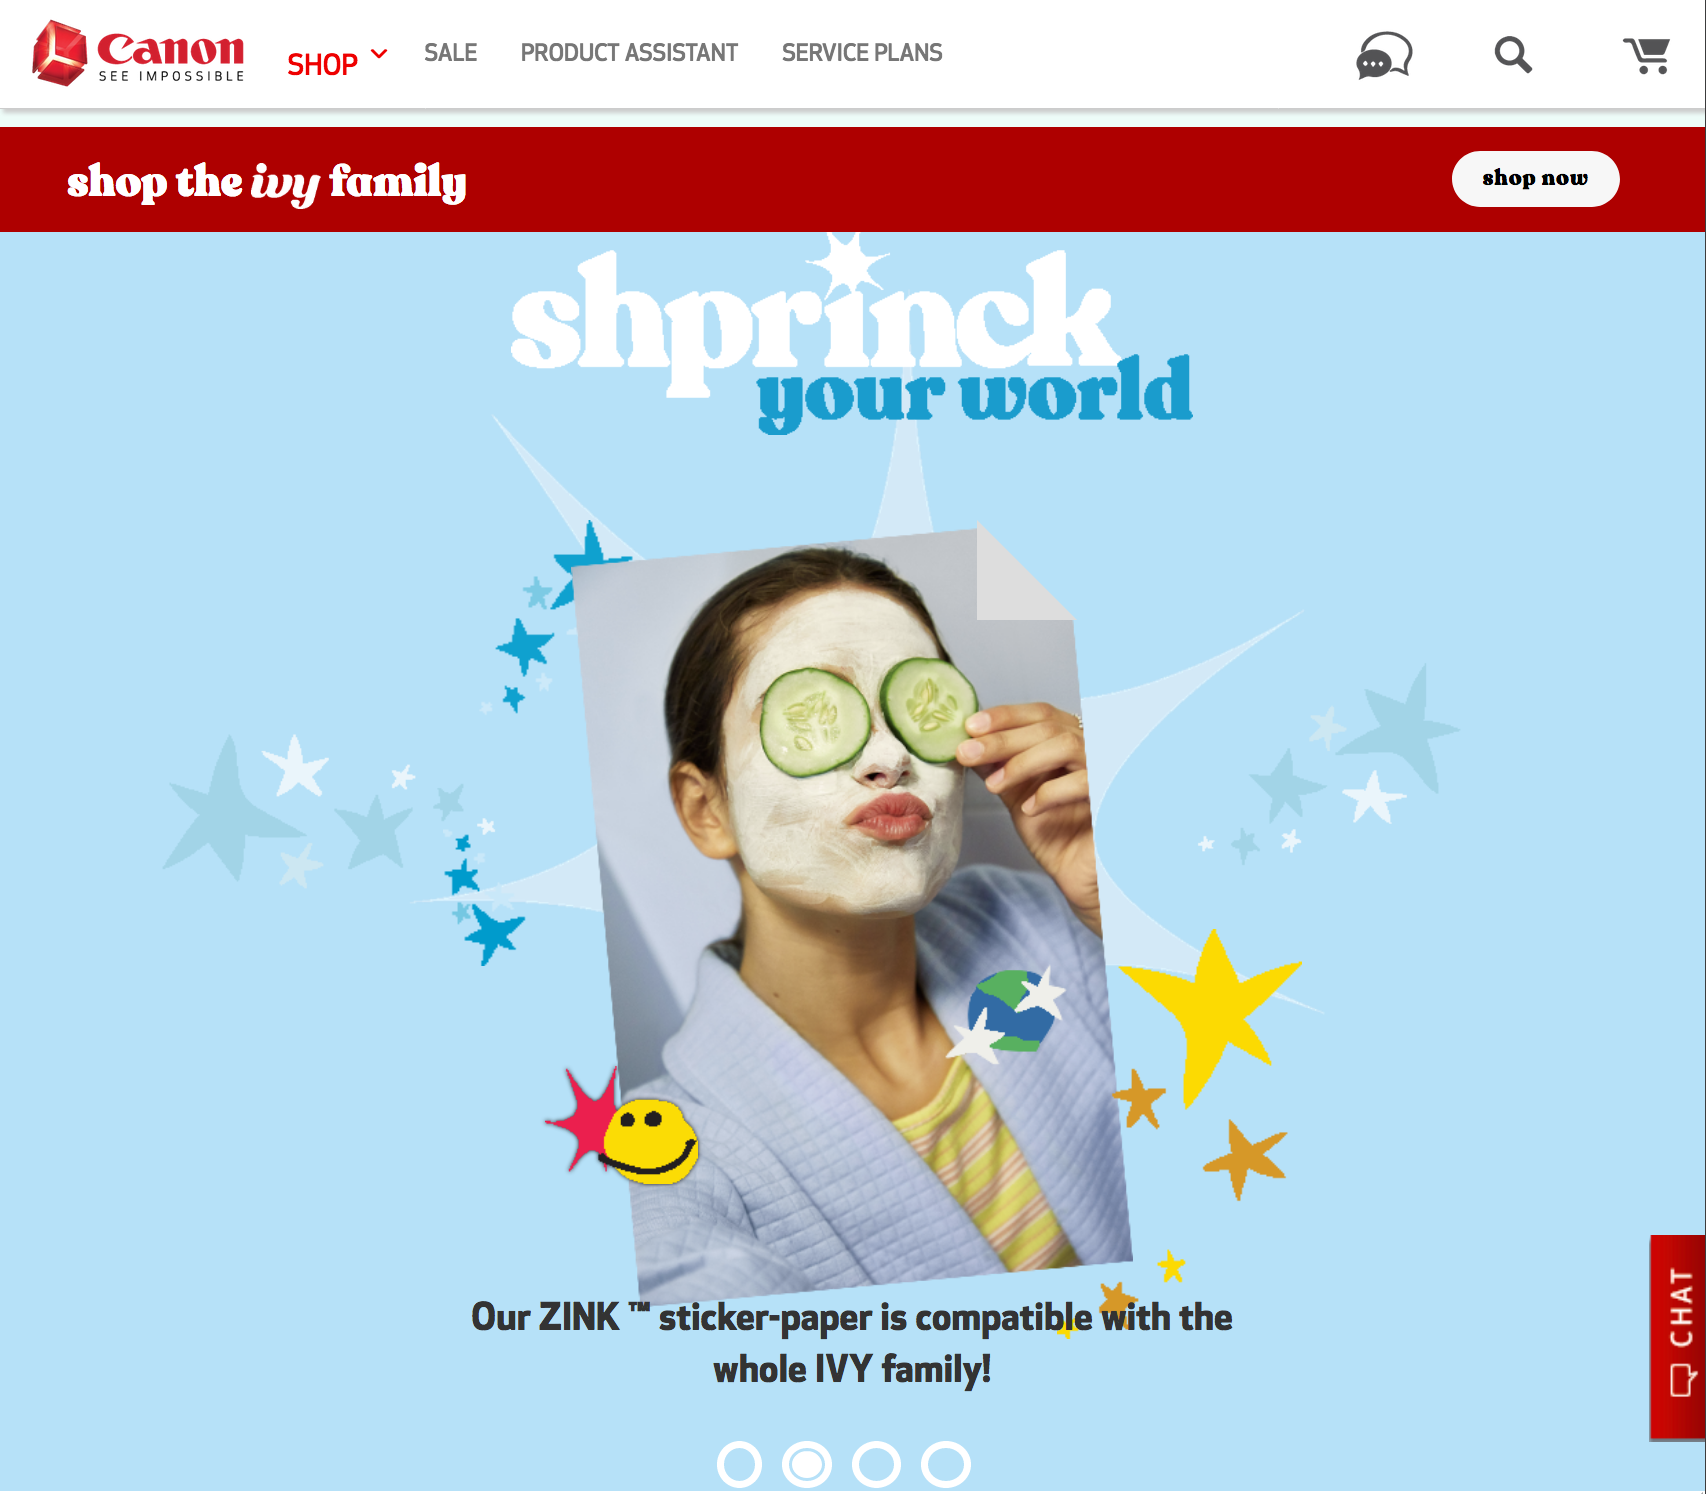 Canon
SEE IMPOSSIBLE
SHOP
SALE
PRODUCT ASSISTANT
SERVICE PLANS
shop the ivy family
shop now
shprinck
your world
Our ZINK ™ sticker-paper is compatible with the
whole IVY family!
CHAT